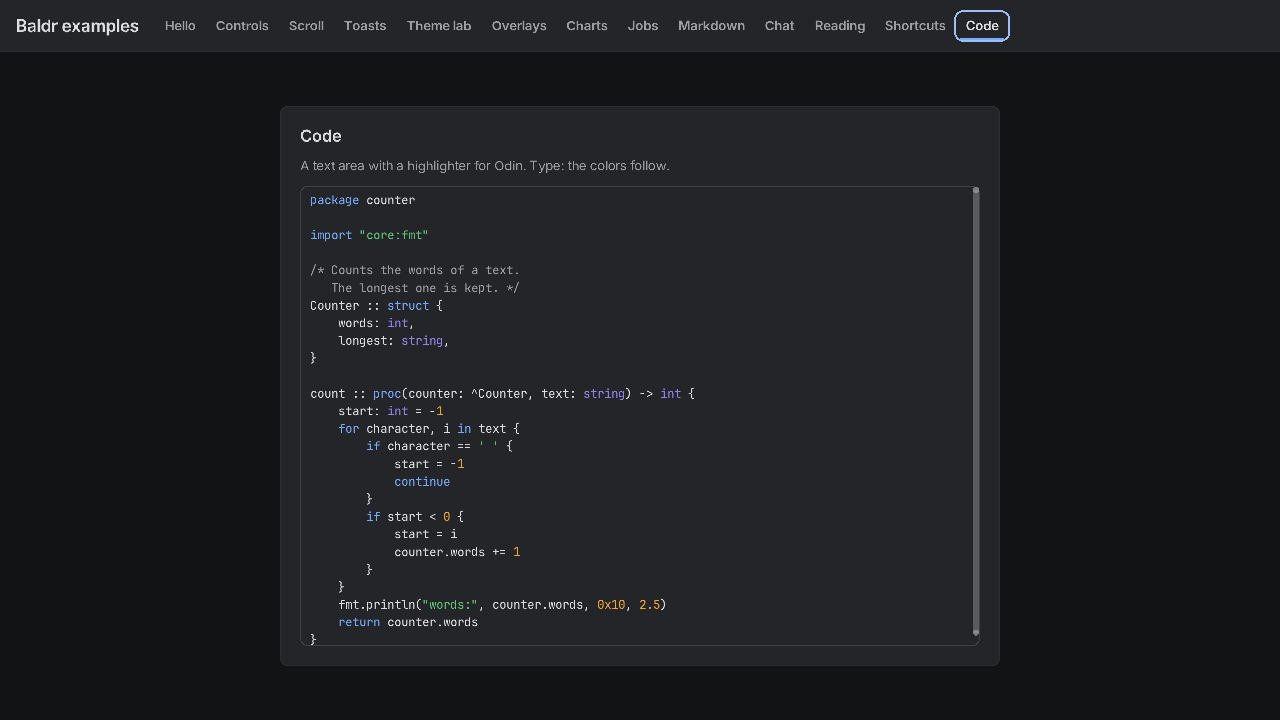 Baldr examples Hello Controls Scroll Toasts Theme lab Overlays Charts Jobs Markdown Chat Reading Shortcuts Code
Code
A text area with a highlighter for Odin. Type: the colors follow.
package counter

import "core:fmt"

/* Counts the words of a text.
   The longest one is kept. */
Counter :: struct {
    words: int,
    longest: string,
}

count :: proc(counter: ^Counter, text: string) -> int {
    start: int = -1
    for character, i in text {
        if character == ' ' {
            start = -1
            continue
        }
        if start < 0 {
            start = i
            counter.words += 1
        }
    }
    fmt.println("words:", counter.words, 0x10, 2.5)
    return counter.words
}